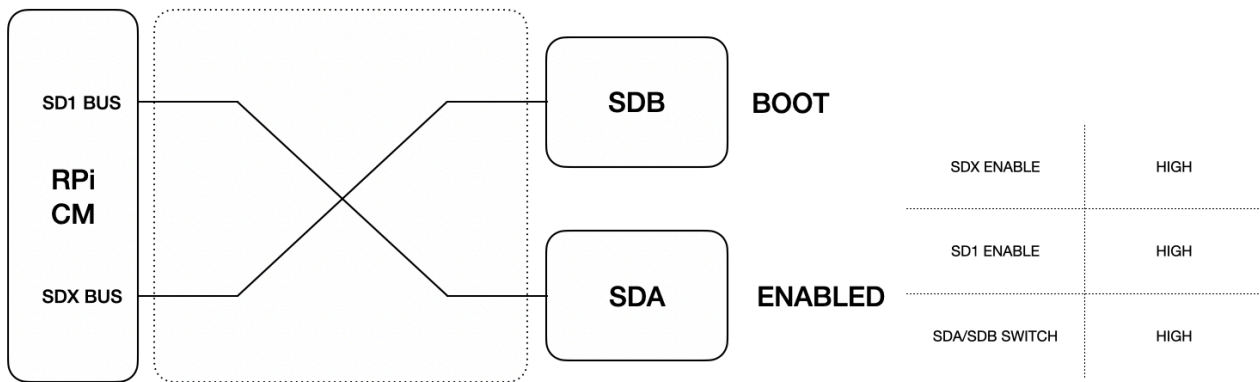 SD1 BUS
RPi
CM
SDX BUS
SDB
BOOT
SDA
ENABLED
SDX ENABLE HIGH
SD1 ENABLE HIGH
SDA/SDB SWITCH HIGH